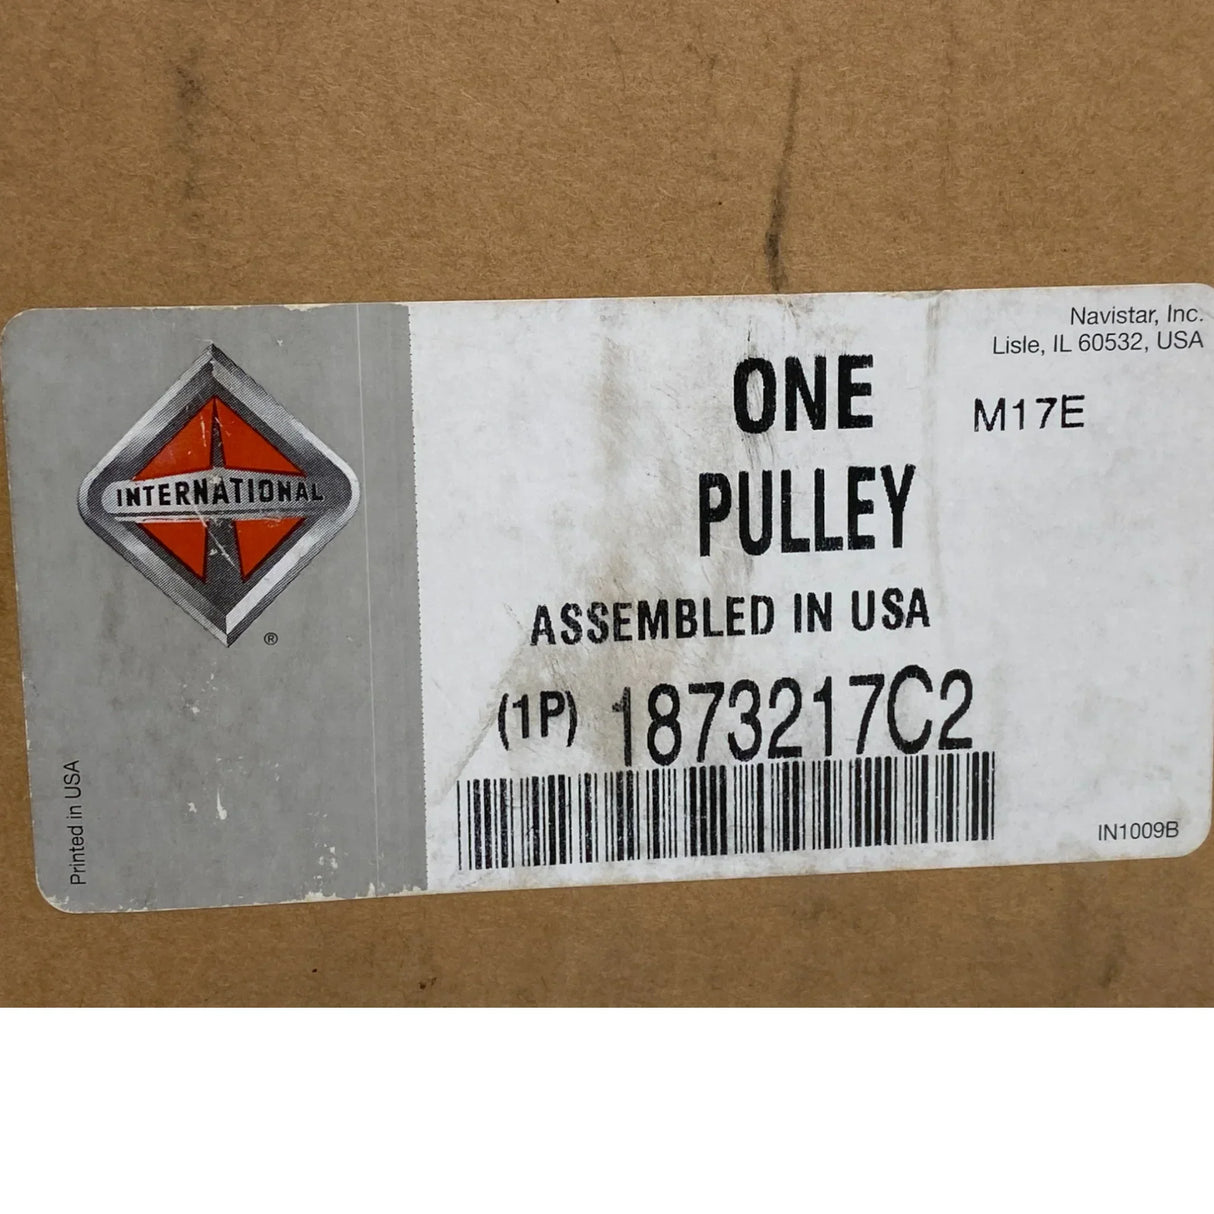 Navistar, Inc.
Lisle, IL 60532, USA
ONE
M17E
PULLEY
INTERNATIONAL
®
ASSEMBLED IN USA
(1P) 1873217C2
Printed in USA
IN1009B